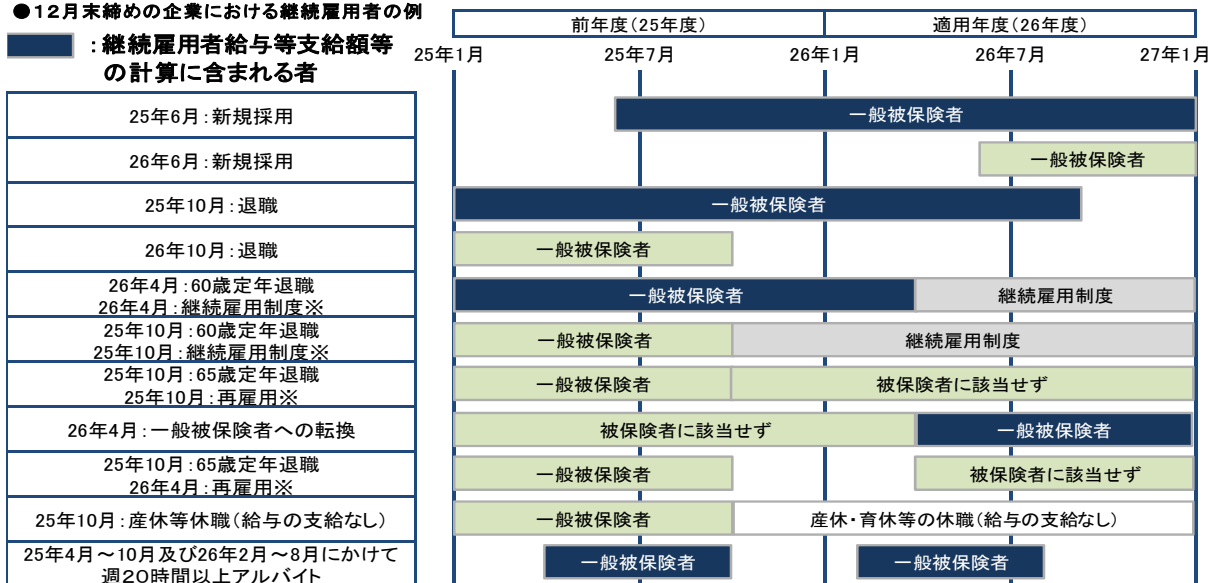 ●12月末締めの企業における継続雇用者の例
：継続雇用者給与等支給額等
の計算に含まれる者
前年度(25年度) 適用年度(26年度)
25年1月 25年7月 26年1月 26年7月 27年1月
25年6月：新規採用 一般被保険者
26年6月：新規採用 一般被保険者
25年10月：退職 一般被保険者
26年10月：退職 一般被保険者
26年4月：60歳定年退職
26年4月：継続雇用制度※ 一般被保険者 継続雇用制度
25年10月：60歳定年退職
25年10月：継続雇用制度※ 一般被保険者 継続雇用制度
25年10月：65歳定年退職
25年10月：再雇用※ 一般被保険者 被保険者に該当せず
26年4月：一般被保険者への転換 被保険者に該当せず 一般被保険者
25年10月：65歳定年退職
26年4月：再雇用※ 一般被保険者 被保険者に該当せず
25年10月：産休等休職(給与の支給なし) 一般被保険者 産休・育休等の休職(給与の支給なし)
25年4月～10月及び26年2月～8月にかけて
週20時間以上アルバイト 一般被保険者 一般被保険者